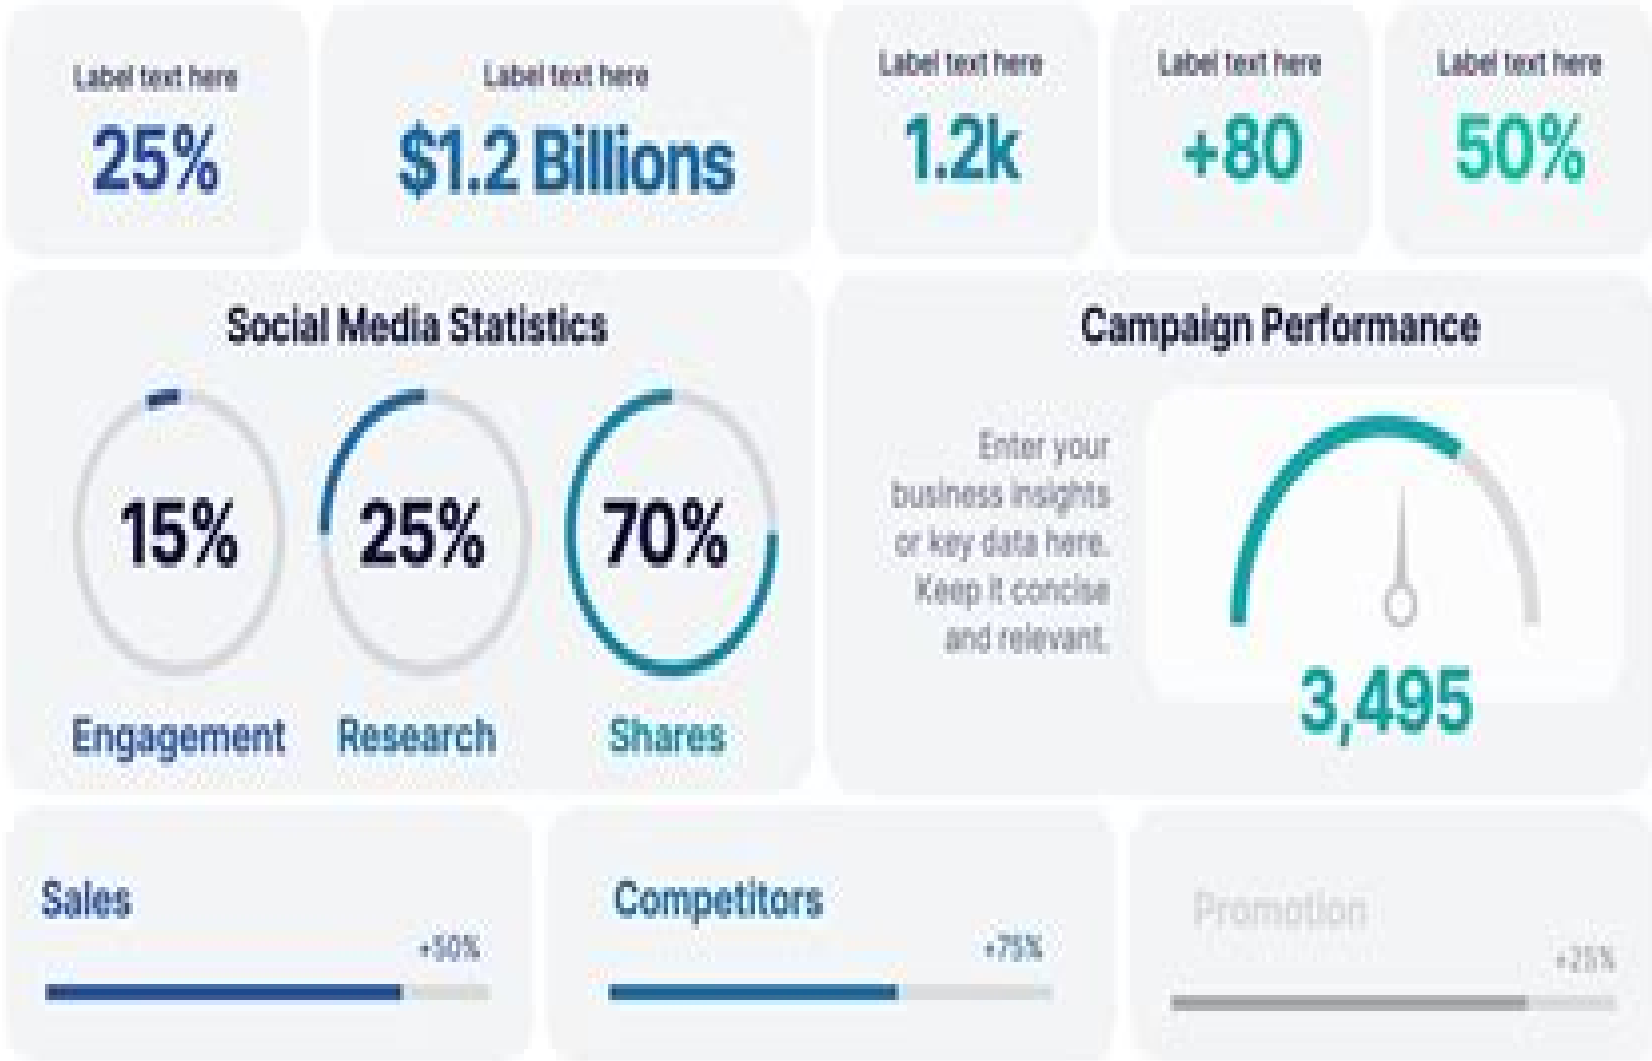 Label text here
25%
Label text here
$1.2 Billions
Label text here
1.2k
Label text here
+80
Label text here
50%
Social Media Statistics
15%
Engagement
25%
Research
70%
Shares
Campaign Performance
Enter your
business insights
or key data here.
Keep it concise
and relevant.
3,495
Sales
+50%
Competitors
+75%
Promotion
+25%